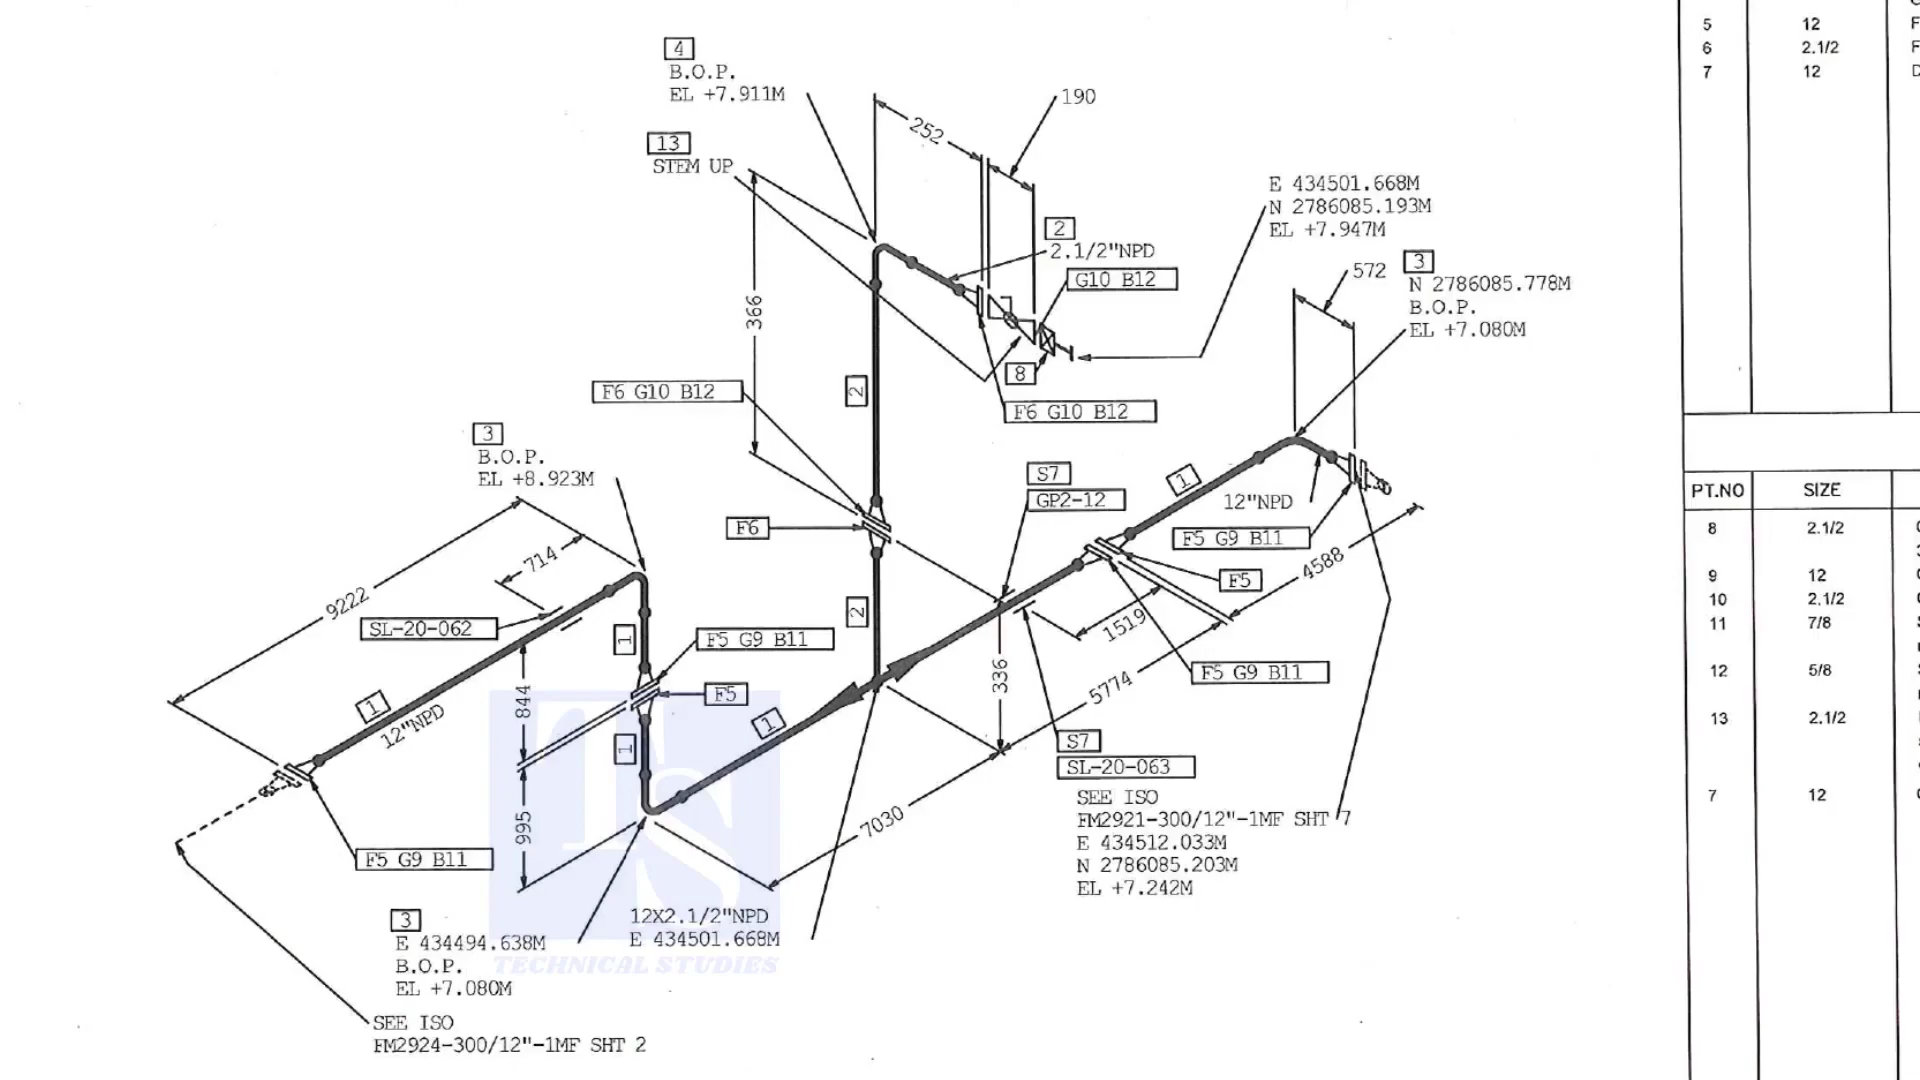 4
B.O.P.
EL +7.911M
13
STEM UP
252
190
E 434501.668M
N 2786085.193M
EL +7.947M
2
2.1/2"NPD
G10 B12
572
3
N 2786085.778M
B.O.P.
EL +7.080M
366
8
F6 G10 B12
2
F6 G10 B12
3
B.O.P.
EL +8.923M
S7
GP2-12
1
12"NPD
F6
F5 G9 B11
4588
714
F5
9222
SL-20-062
2
1519
1
F5 G9 B11
336
F5 G9 B11
5774
844
F5
1
12"NPD
1
1
S7
SL-20-063
995
7030
SEE ISO
FM2921-300/12"-1MF SHT 7
E 434512.033M
N 2786085.203M
EL +7.242M
F5 G9 B11
TS
TECHNICAL STUDIES
12X2.1/2"NPD
E 434501.668M
3
E 434494.638M
B.O.P.
EL +7.080M
SEE ISO
FM2924-300/12"-1MF SHT 2
5 12 F
6 2.1/2 F
7 12 D
PT.NO SIZE
8 2.1/2
9 12
10 2.1/2
11 7/8
12 5/8
13 2.1/2
7 12